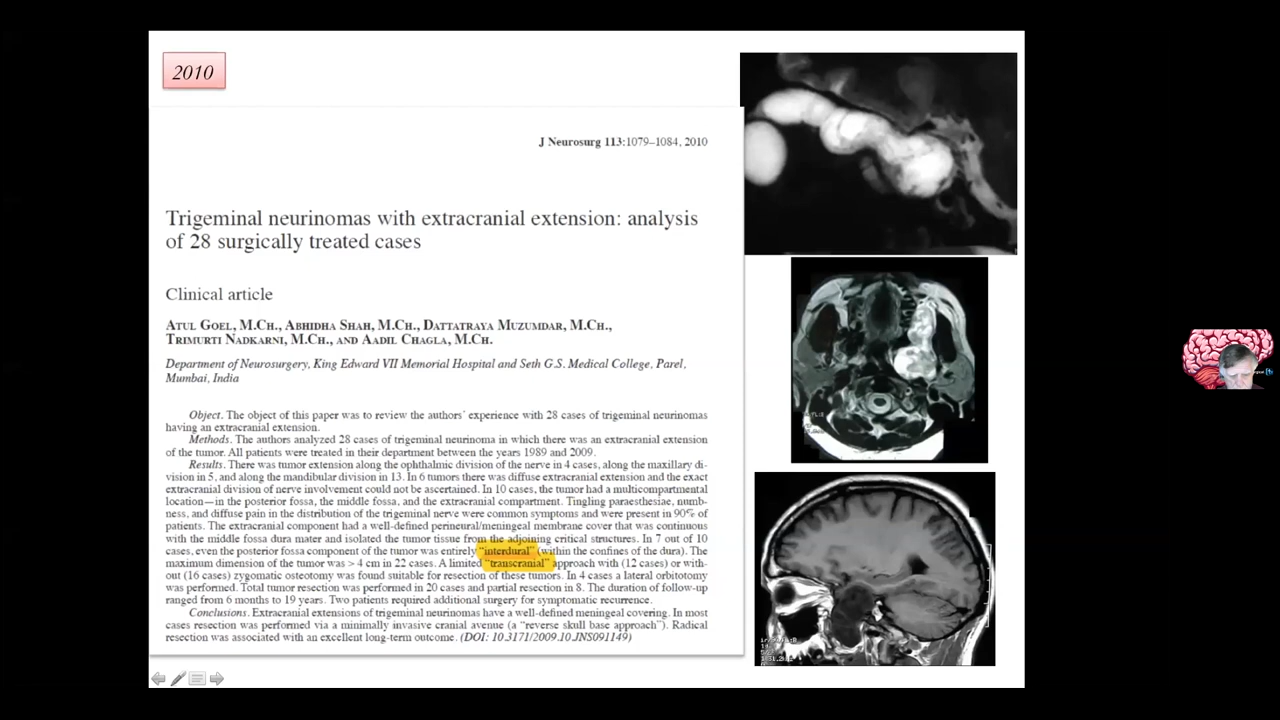 2010
J Neurosurg 113:1079–1084, 2010
Trigeminal neurinomas with extracranial extension: analysis
of 28 surgically treated cases
Clinical article
Atul Goel, M.Ch., Abhidha Shah, M.Ch., Dattatraya Muzumdar, M.Ch.,
Trimurti Nadkarni, M.Ch., and Aadil Chagla, M.Ch.
Department of Neurosurgery, King Edward VII Memorial Hospital and Seth G.S. Medical College, Parel,
Mumbai, India
Object. The object of this paper was to review the authors' experience with 28 cases of trigeminal neurinomas
having an extracranial extension.
Methods. The authors analyzed 28 cases of trigeminal neurinoma in which there was an extracranial extension
of the tumor. All patients were treated in their department between the years 1989 and 2009.
Results. There was tumor extension along the ophthalmic division of the nerve in 4 cases, along the maxillary di-
vision in 5, and along the mandibular division in 13. In 6 tumors there was diffuse extracranial extension and the exact
extracranial division of nerve involvement could not be ascertained. In 10 cases, the tumor had a multicompartmental
location—in the posterior fossa, the middle fossa, and the extracranial compartment. Tingling paraesthesiae, numb-
ness, and diffuse pain in the distribution of the trigeminal nerve were common symptoms and were present in 90% of
patients. The extracranial component had a well-defined perineural/meningeal membrane cover that was continuous
with the middle fossa dura mater and isolated the tumor tissue from the adjoining critical structures. In 7 out of 10
cases, even the posterior fossa component of the tumor was entirely "interdural" (within the confines of the dura). The
maximum dimension of the tumor was > 4 cm in 22 cases. A limited "transcranial" approach with (12 cases) or with-
out (16 cases) zygomatic osteotomy was found suitable for resection of these tumors. In 4 cases a lateral orbitotomy
was performed. Total tumor resection was performed in 20 cases and partial resection in 8. The duration of follow-up
ranged from 6 months to 19 years. Two patients required additional surgery for symptomatic recurrence.
Conclusions. Extracranial extensions of trigeminal neurinomas have a well-defined meningeal covering. In most
cases resection was performed via a minimally invasive cranial avenue (a "reverse skull base approach"). Radical
resection was associated with an excellent long-term outcome. (DOI: 10.3171/2009.10.JNS091149)